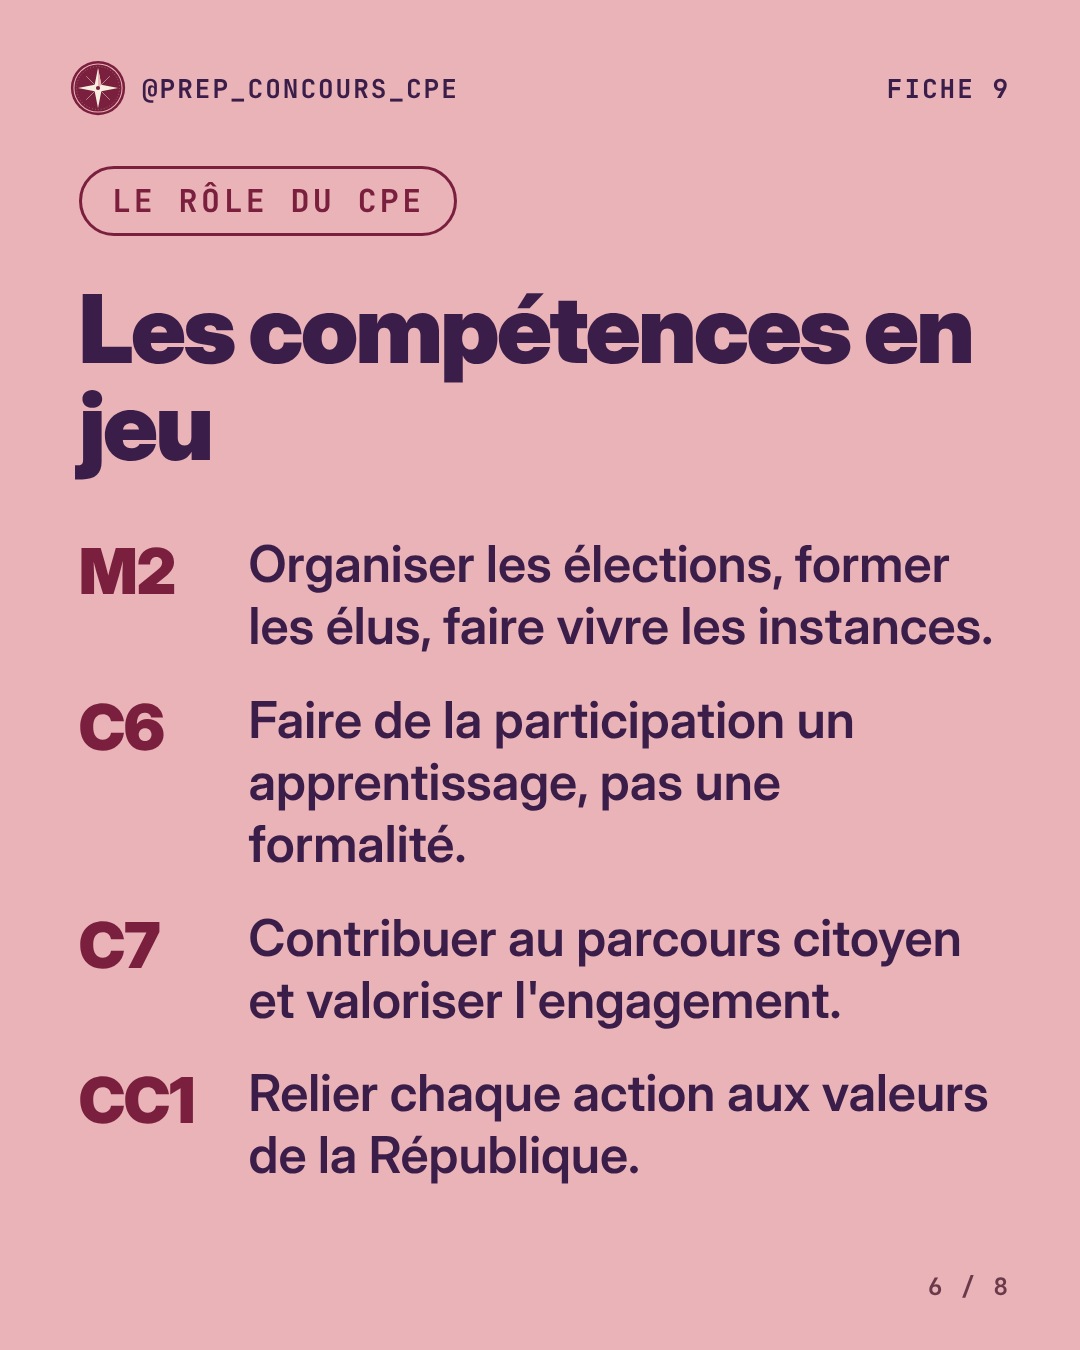 @PREP_CONCOURS_CPE
FICHE 9
LE RÔLE DU CPE
Les compétences en
jeu
M2
Organiser les élections, former
les élus, faire vivre les instances.
C6
Faire de la participation un
apprentissage, pas une
formalité.
C7
Contribuer au parcours citoyen
et valoriser l'engagement.
CC1
Relier chaque action aux valeurs
de la République.
6 / 8